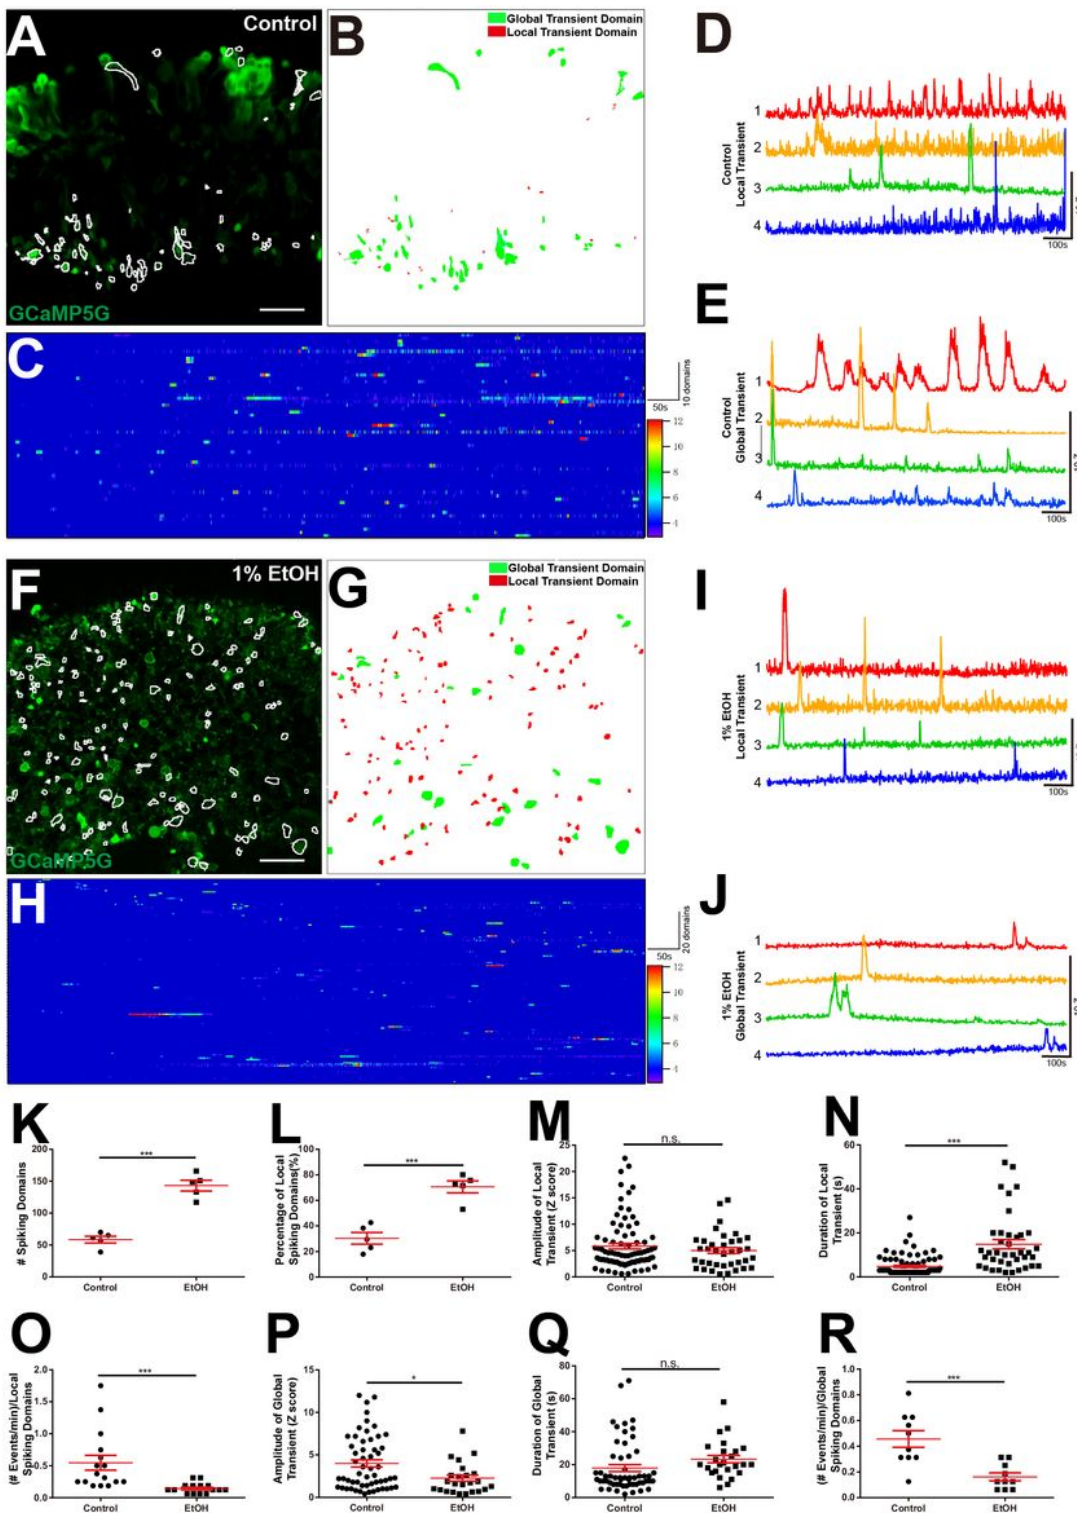 A
Control
GCaMP5G
B
Global Transient Domain
Local Transient Domain
C
50s
10 domains
12
10
8
6
4
D
Control
Local Transient
1
2
3
4
100s
E
Control
Global Transient
1
2
3
4
100s
F
1% EtOH
GCaMP5G
G
Global Transient Domain
Local Transient Domain
H
50s
20 domains
12
10
8
6
4
I
1% EtOH
Local Transient
1
2
3
4
100s
J
1% EtOH
Global Transient
1
2
3
4
100s
K
# Spiking Domains
200
150
100
50
0
***
Control
EtOH
L
Percentage of Local
Spiking Domains(%)
100
80
60
40
20
0
***
Control
EtOH
M
Amplitude of Local
Transient (Z score)
25
20
15
10
5
0
n.s.
Control
EtOH
N
Duration of Local
Transient (s)
60
40
20
0
***
Control
EtOH
O
(# Events/min)/Local
Spiking Domains
2.0
1.5
1.0
0.5
0.0
***
Control
EtOH
P
Amplitude of Global
Transient (Z score)
15
10
5
0
*
Control
EtOH
Q
Duration of Global
Transient (s)
80
60
40
20
0
n.s.
Control
EtOH
R
(# Events/min)/Global
Spiking Domains
1.0
0.8
0.6
0.4
0.2
0.0
***
Control
EtOH